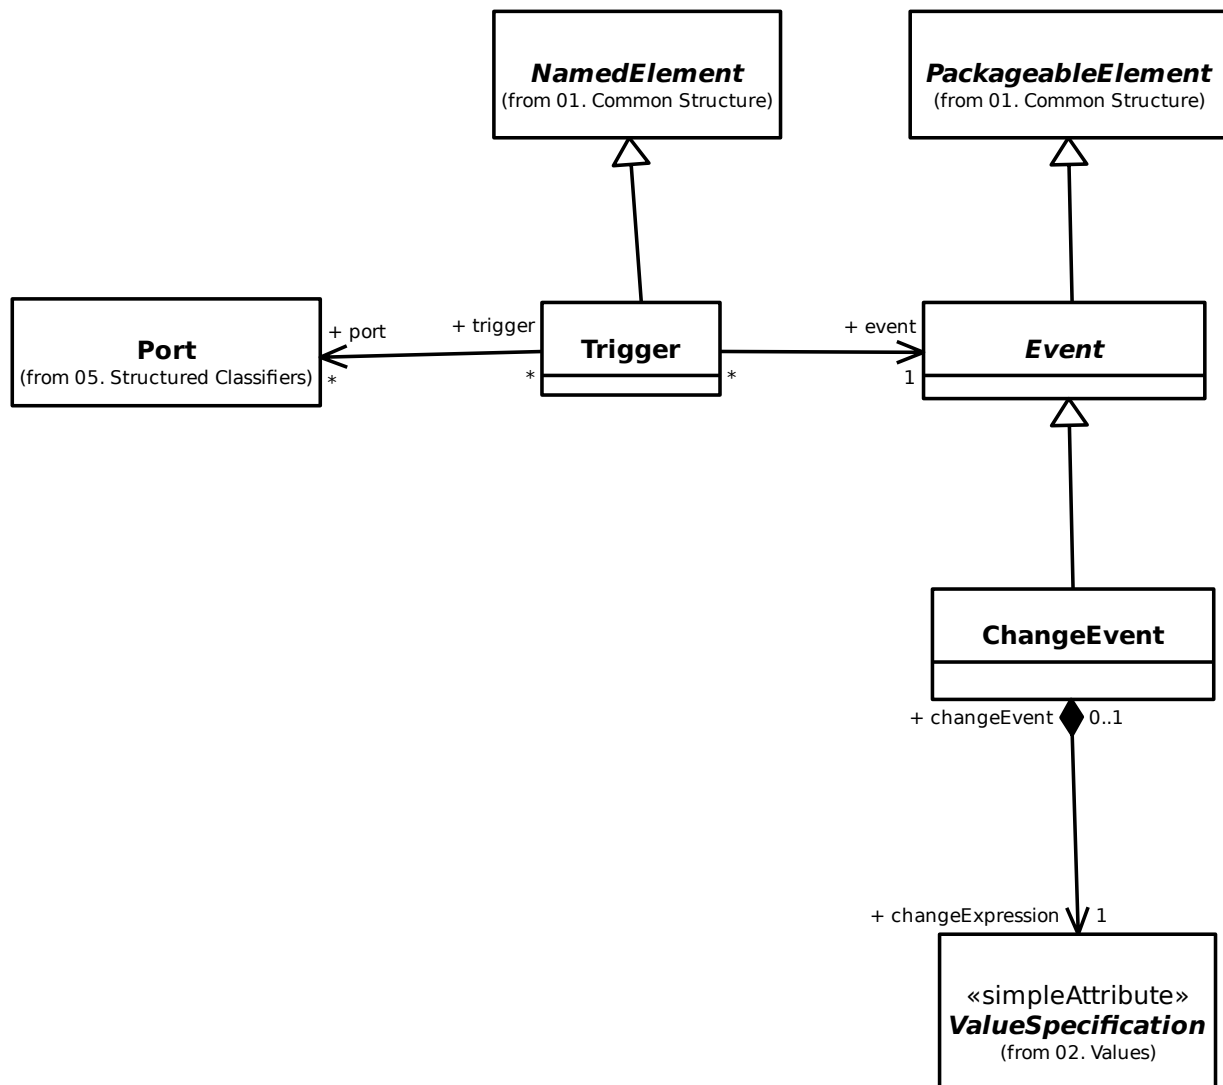 NamedElement
(from 01. Common Structure)
PackageableElement
(from 01. Common Structure)
Port
(from 05. Structured Classifiers)
+ port
*
+ trigger
*
Trigger
*
+ event
1
Event
ChangeEvent
+ changeEvent
0..1
+ changeExpression
1
«simpleAttribute»
ValueSpecification
(from 02. Values)